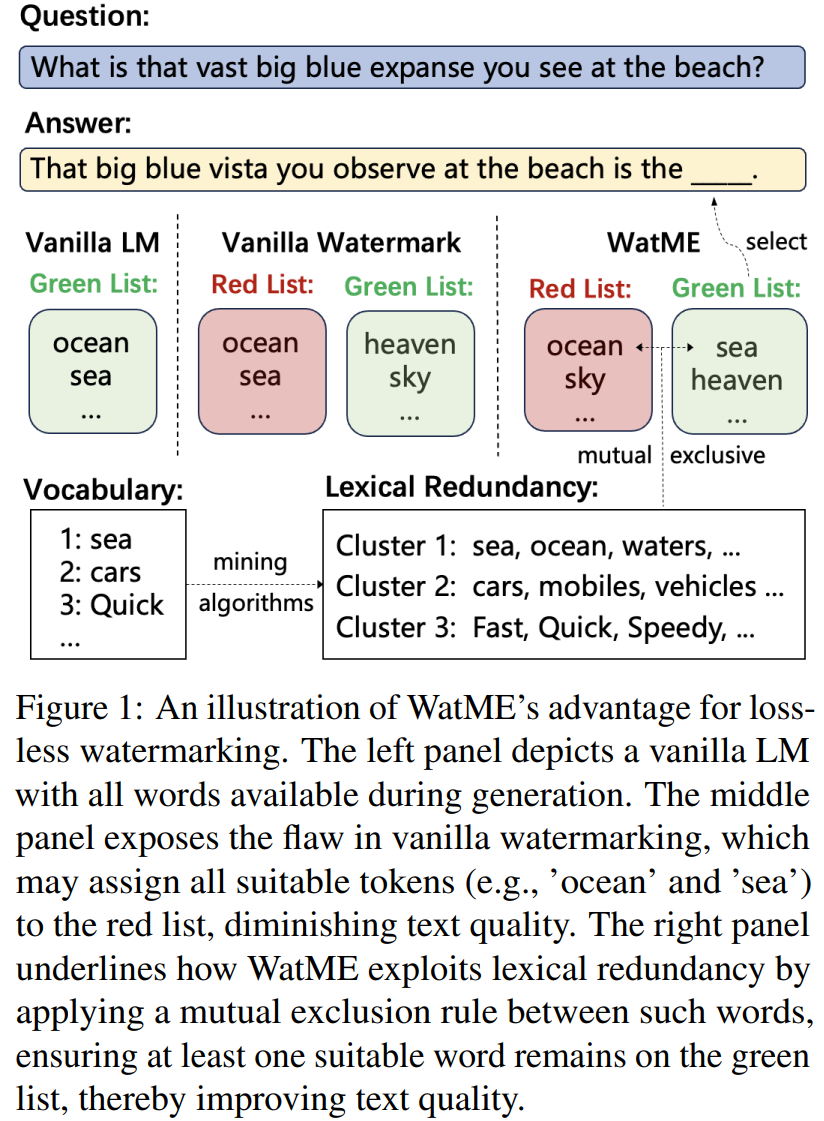 Question:
What is that vast big blue expanse you see at the beach?
Answer:
That big blue vista you observe at the beach is the ____.
Vanilla LM
Green List:
ocean
sea
...
Vanilla Watermark
Red List:
ocean
sea
...
Green List:
heaven
sky
...
WatME
select
Red List:
ocean
sky
...
Green List:
sea
heaven
...
mutual exclusive
Vocabulary:
1: sea
2: cars
3: Quick
...
mining
algorithms
Lexical Redundancy:
Cluster 1: sea, ocean, waters, ...
Cluster 2: cars, mobiles, vehicles ...
Cluster 3: Fast, Quick, Speedy, ...
Figure 1: An illustration of WatME's advantage for loss-
less watermarking. The left panel depicts a vanilla LM
with all words available during generation. The middle
panel exposes the flaw in vanilla watermarking, which
may assign all suitable tokens (e.g., 'ocean' and 'sea')
to the red list, diminishing text quality. The right panel
underlines how WatME exploits lexical redundancy by
applying a mutual exclusion rule between such words,
ensuring at least one suitable word remains on the green
list, thereby improving text quality.